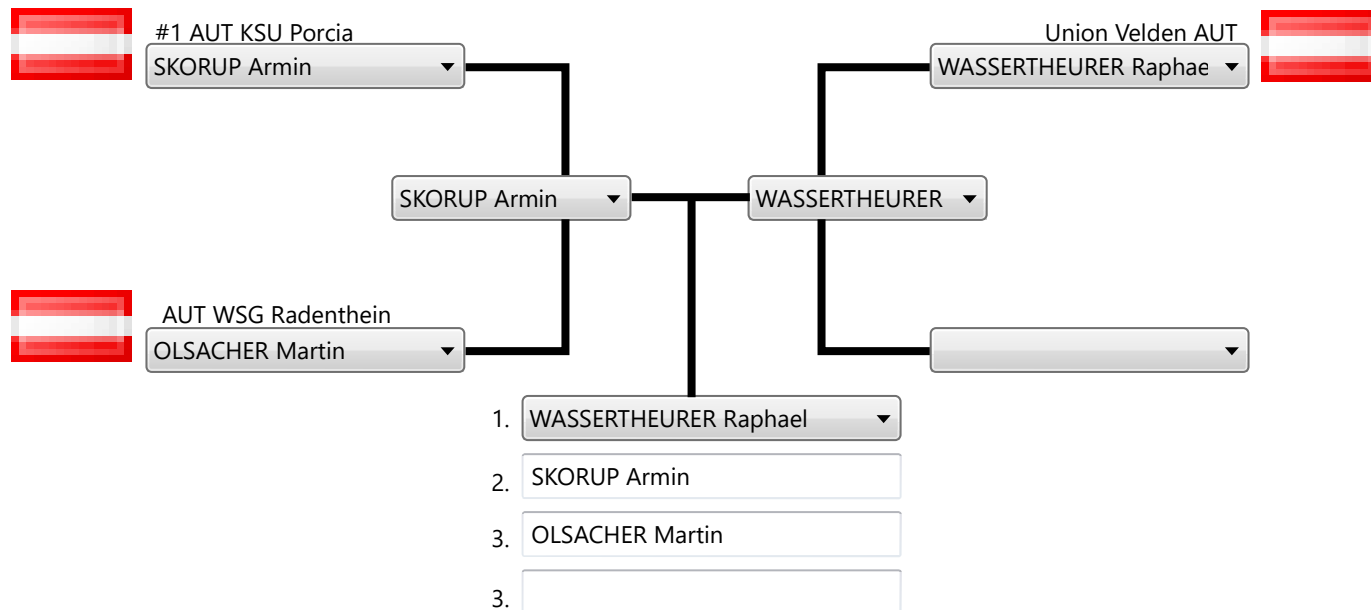 #1 AUT KSU Porcia
SKORUP Armin
Union Velden AUT
WASSERTHEURER Raphae
SKORUP Armin
WASSERTHEURER
AUT WSG Radenthein
OLSACHER Martin
1. WASSERTHEURER Raphael
2. SKORUP Armin
3. OLSACHER Martin
3.